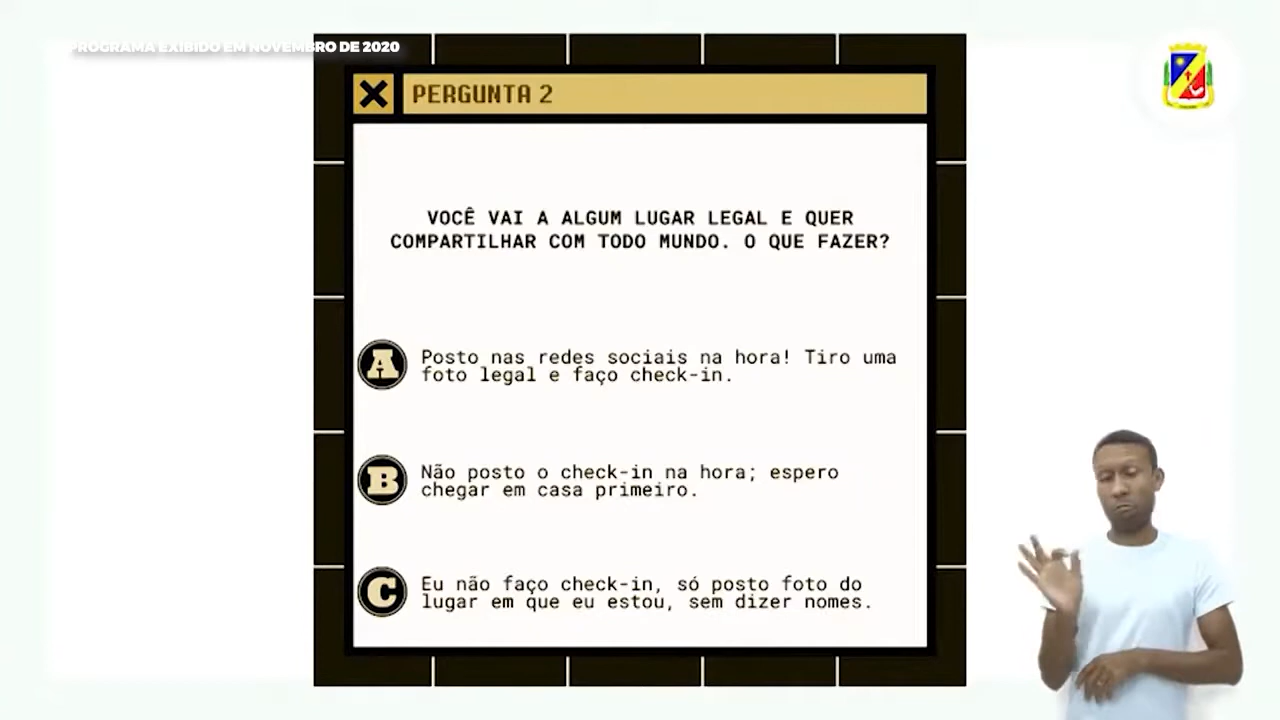 PROGRAMA EXIBIDO EM NOVEMBRO DE 2020
PERGUNTA 2
VOCÊ VAI A ALGUM LUGAR LEGAL E QUER
COMPARTILHAR COM TODO MUNDO. O QUE FAZER?
A Posto nas redes sociais na hora! Tiro uma
foto legal e faço check-in.
B Não posto o check-in na hora; espero
chegar em casa primeiro.
C Eu não faço check-in, só posto foto do
lugar em que eu estou, sem dizer nomes.